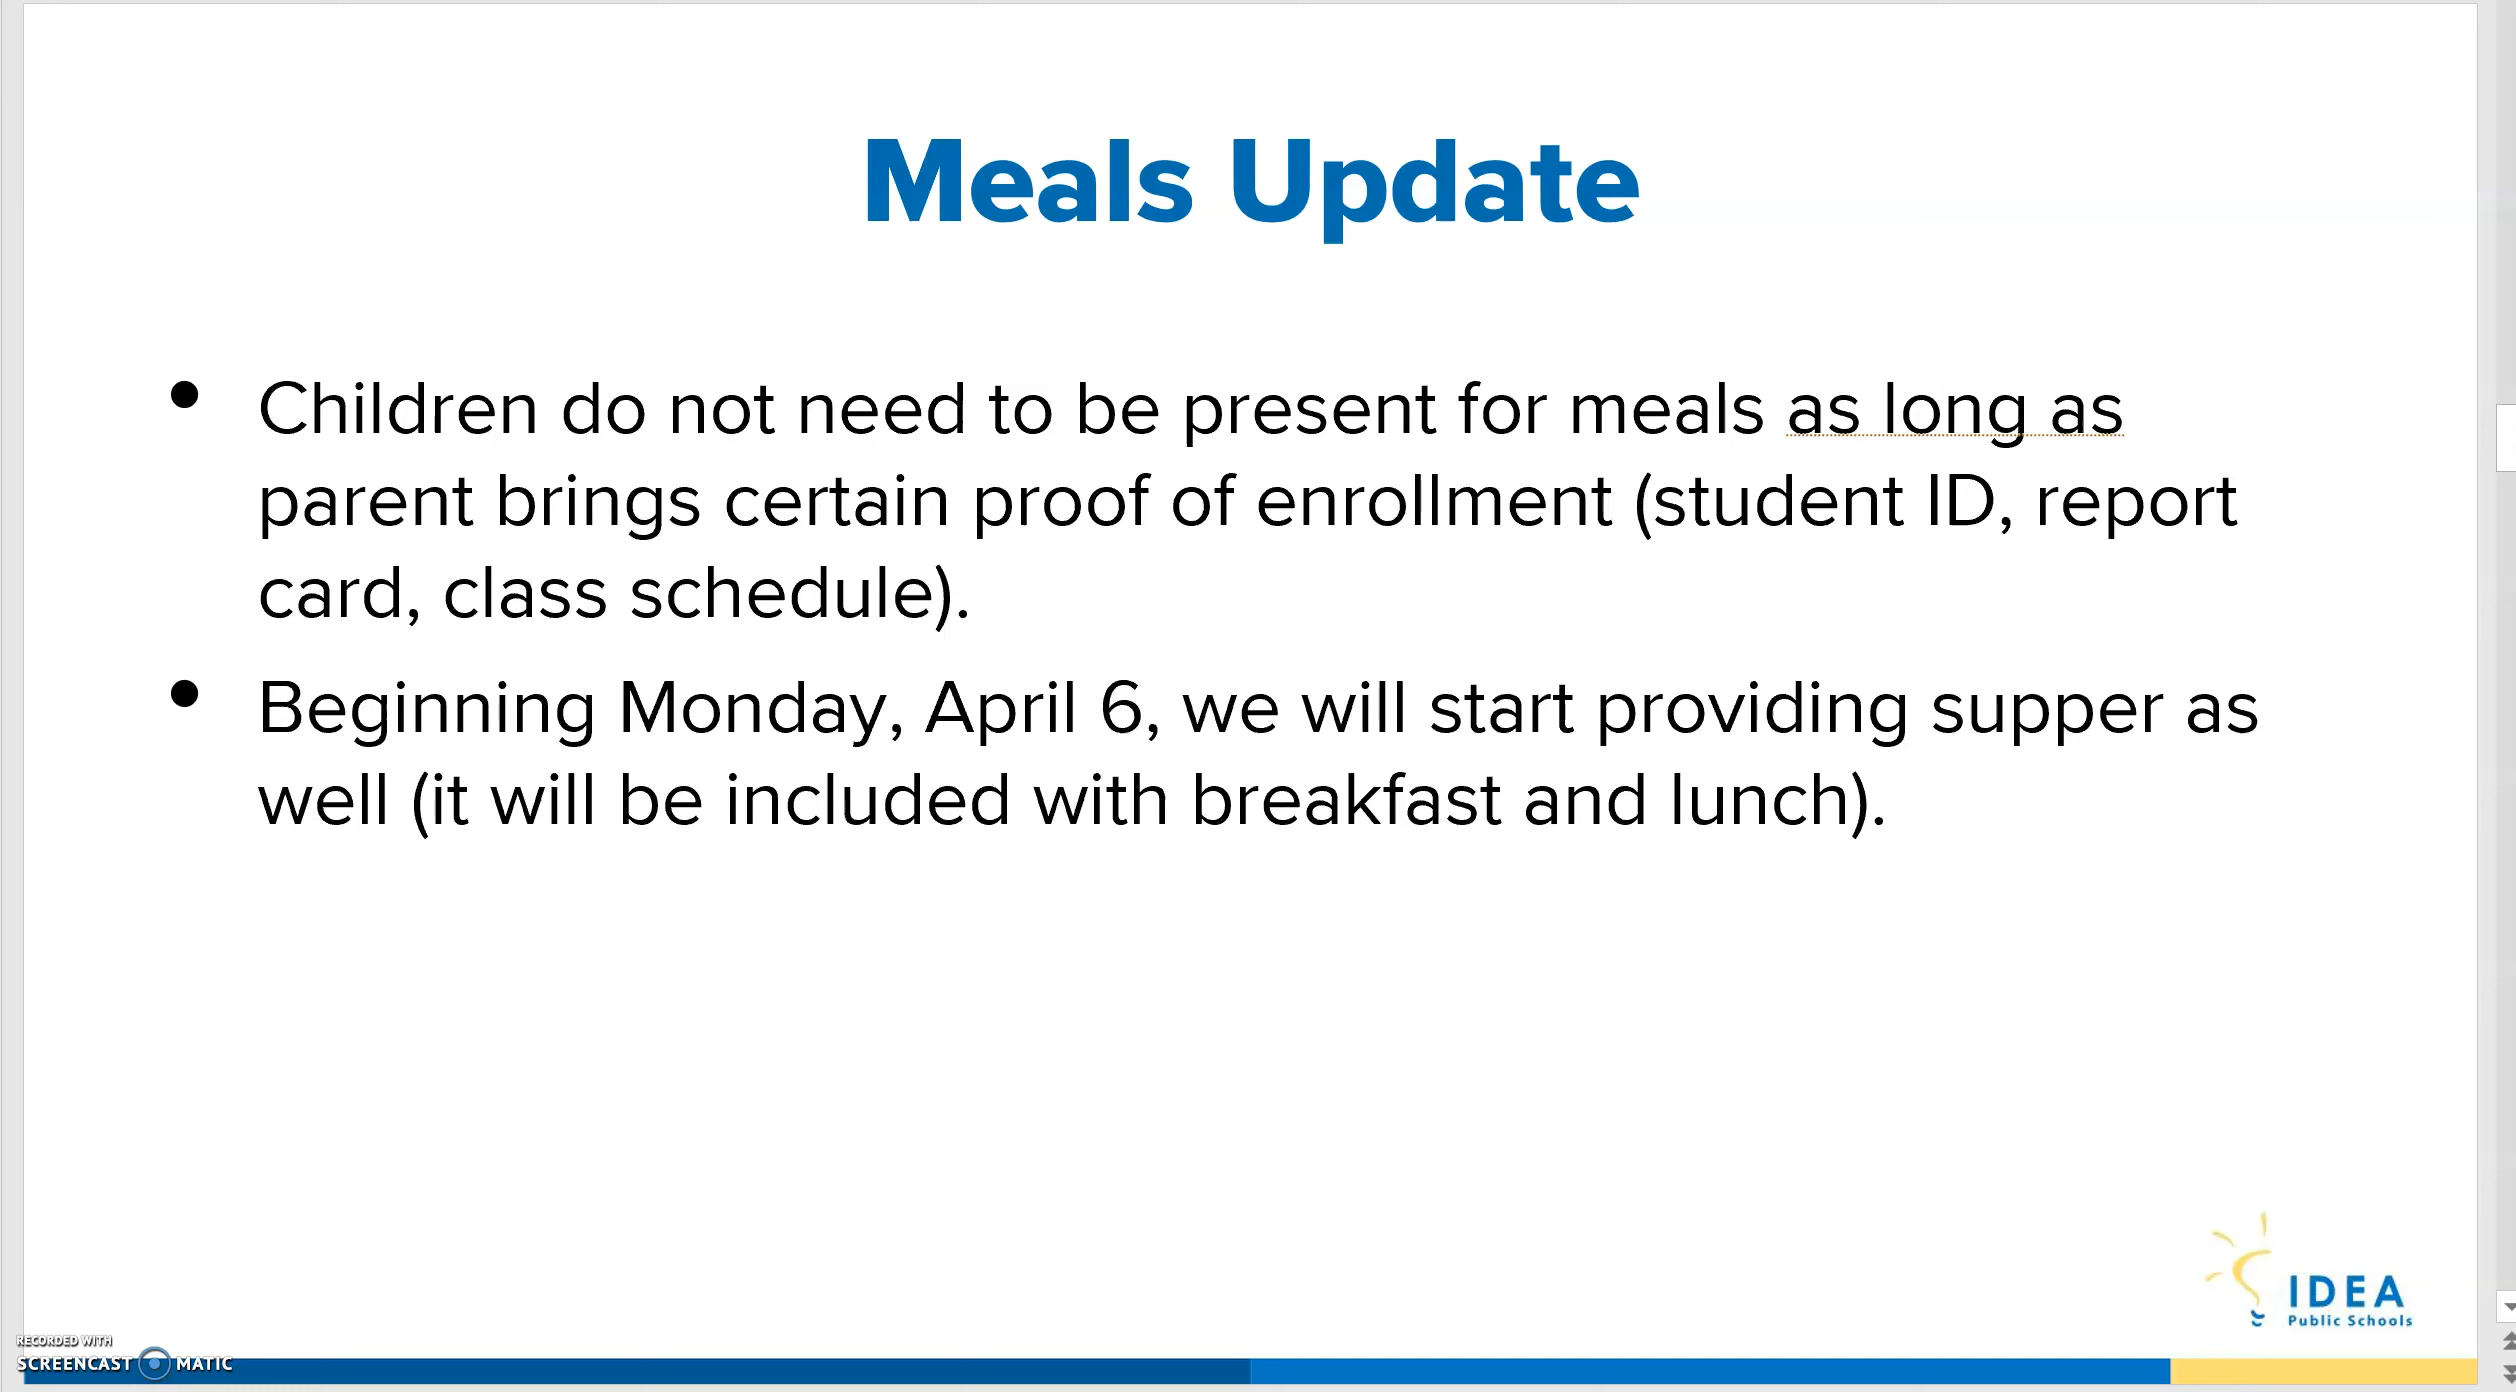 Meals Update
• Children do not need to be present for meals as long as
parent brings certain proof of enrollment (student ID, report
card, class schedule).
• Beginning Monday, April 6, we will start providing supper as
well (it will be included with breakfast and lunch).
IDEA
Public Schools
RECORDED WITH
SCREENCAST MATIC